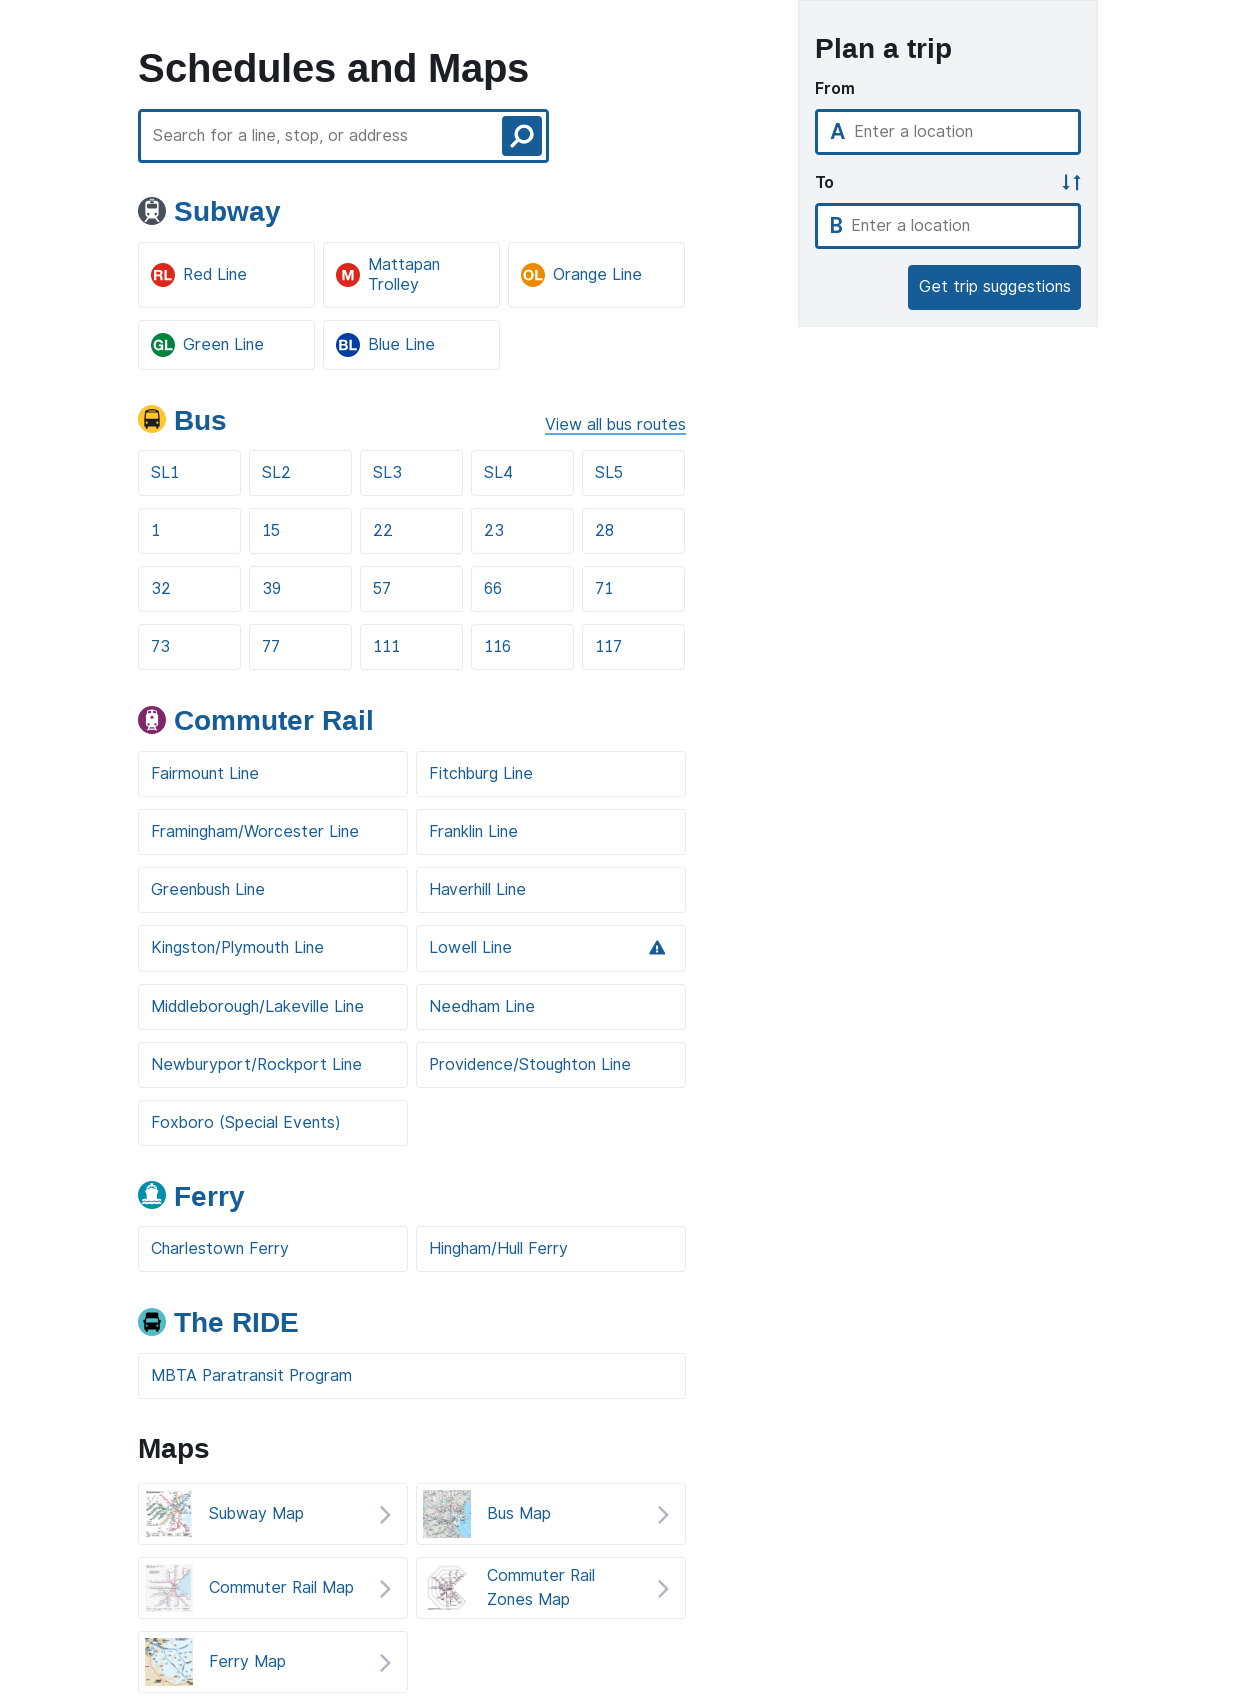 Schedules and Maps
Search for a line, stop, or address
Subway
RL Red Line
M Mattapan
Trolley
OL Orange Line
GL Green Line
BL Blue Line
Bus
View all bus routes
SL1
SL2
SL3
SL4
SL5
1
15
22
23
28
32
39
57
66
71
73
77
111
116
117
Commuter Rail
Fairmount Line
Fitchburg Line
Framingham/Worcester Line
Franklin Line
Greenbush Line
Haverhill Line
Kingston/Plymouth Line
Lowell Line
Middleborough/Lakeville Line
Needham Line
Newburyport/Rockport Line
Providence/Stoughton Line
Foxboro (Special Events)
Ferry
Charlestown Ferry
Hingham/Hull Ferry
The RIDE
MBTA Paratransit Program
Maps
Subway Map
Bus Map
Commuter Rail Map
Commuter Rail
Zones Map
Ferry Map
Plan a trip
From
A Enter a location
To
B Enter a location
Get trip suggestions